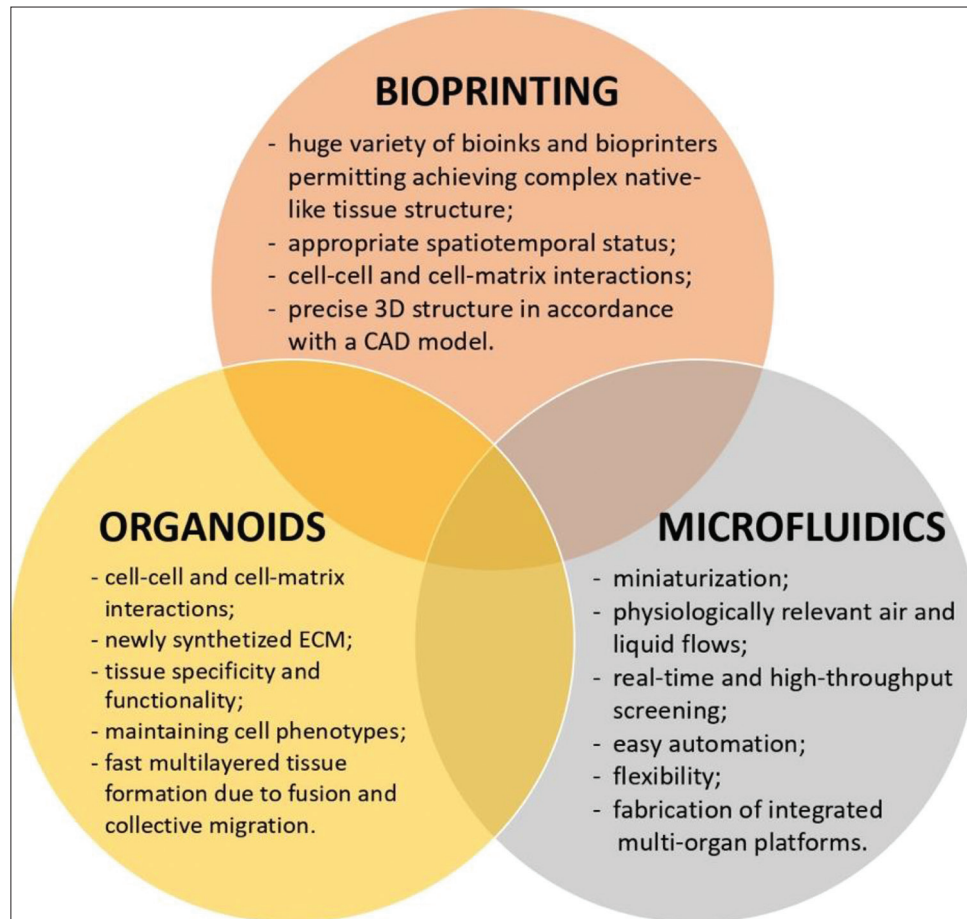 BIOPRINTING
- huge variety of bioinks and bioprinters
permitting achieving complex native-
like tissue structure;
- appropriate spatiotemporal status;
- cell-cell and cell-matrix interactions;
- precise 3D structure in accordance
with a CAD model.
ORGANOIDS
- cell-cell and cell-matrix
interactions;
- newly synthetized ECM;
- tissue specificity and
functionality;
- maintaining cell phenotypes;
- fast multilayered tissue
formation due to fusion and
collective migration.
MICROFLUIDICS
- miniaturization;
- physiologically relevant air and
liquid flows;
- real-time and high-throughput
screening;
- easy automation;
- flexibility;
- fabrication of integrated
multi-organ platforms.